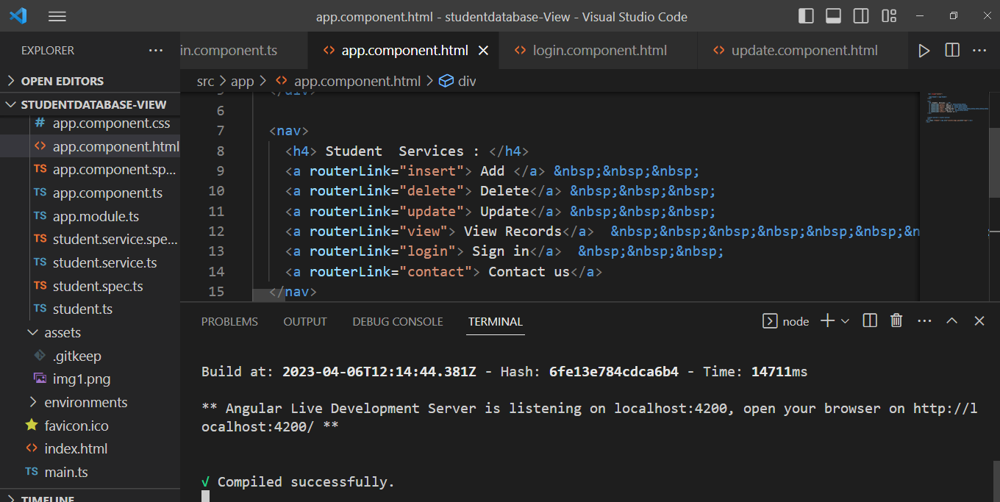 app.component.html - studentdatabase-View - Visual Studio Code
EXPLORER
OPEN EDITORS
STUDENTDATABASE-VIEW
# app.component.css
<> app.component.html
TS app.component.sp...
TS app.component.ts
TS app.module.ts
TS student.service.spe...
TS student.service.ts
TS student.spec.ts
TS student.ts
assets
.gitkeep
img1.png
environments
favicon.ico
<> index.html
TS main.ts
TIMELINE
in.component.ts
<> app.component.html
<> login.component.html
<> update.component.html
src > app > <> app.component.html > div
5 </div>
6
7 <nav>
8 <h4> Student  Services : </h4>
9 <a routerLink="insert"> Add </a> &nbsp;&nbsp;&nbsp;
10 <a routerLink="delete"> Delete</a> &nbsp;&nbsp;&nbsp;
11 <a routerLink="update"> Update</a> &nbsp;&nbsp;&nbsp;
12 <a routerLink="view"> View Records</a>  &nbsp;&nbsp;&nbsp;&nbsp;&nbsp;&nbsp;&n
13 <a routerLink="login"> Sign in</a>  &nbsp;&nbsp;&nbsp;
14 <a routerLink="contact"> Contact us</a>
15 </nav>
PROBLEMS OUTPUT DEBUG CONSOLE TERMINAL
node
Build at: 2023-04-06T12:14:44.381Z - Hash: 6fe13e784cdca6b4 - Time: 14711ms
** Angular Live Development Server is listening on localhost:4200, open your browser on http://l
ocalhost:4200/ **
√ Compiled successfully.